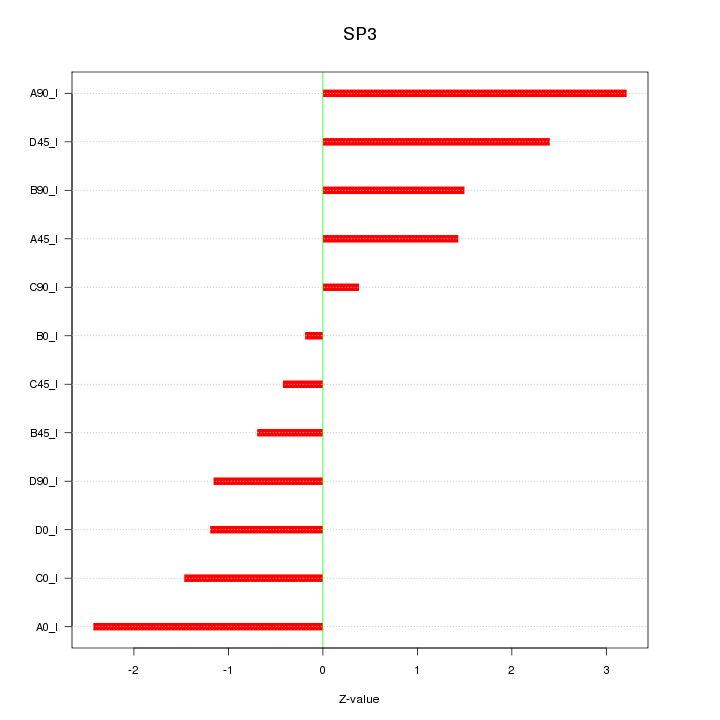 SP3
A90_I
D45_I
B90_I
A45_I
C90_I
B0_I
C45_I
B45_I
D90_I
D0_I
C0_I
A0_I
-2 -1 0 1 2 3
Z-value